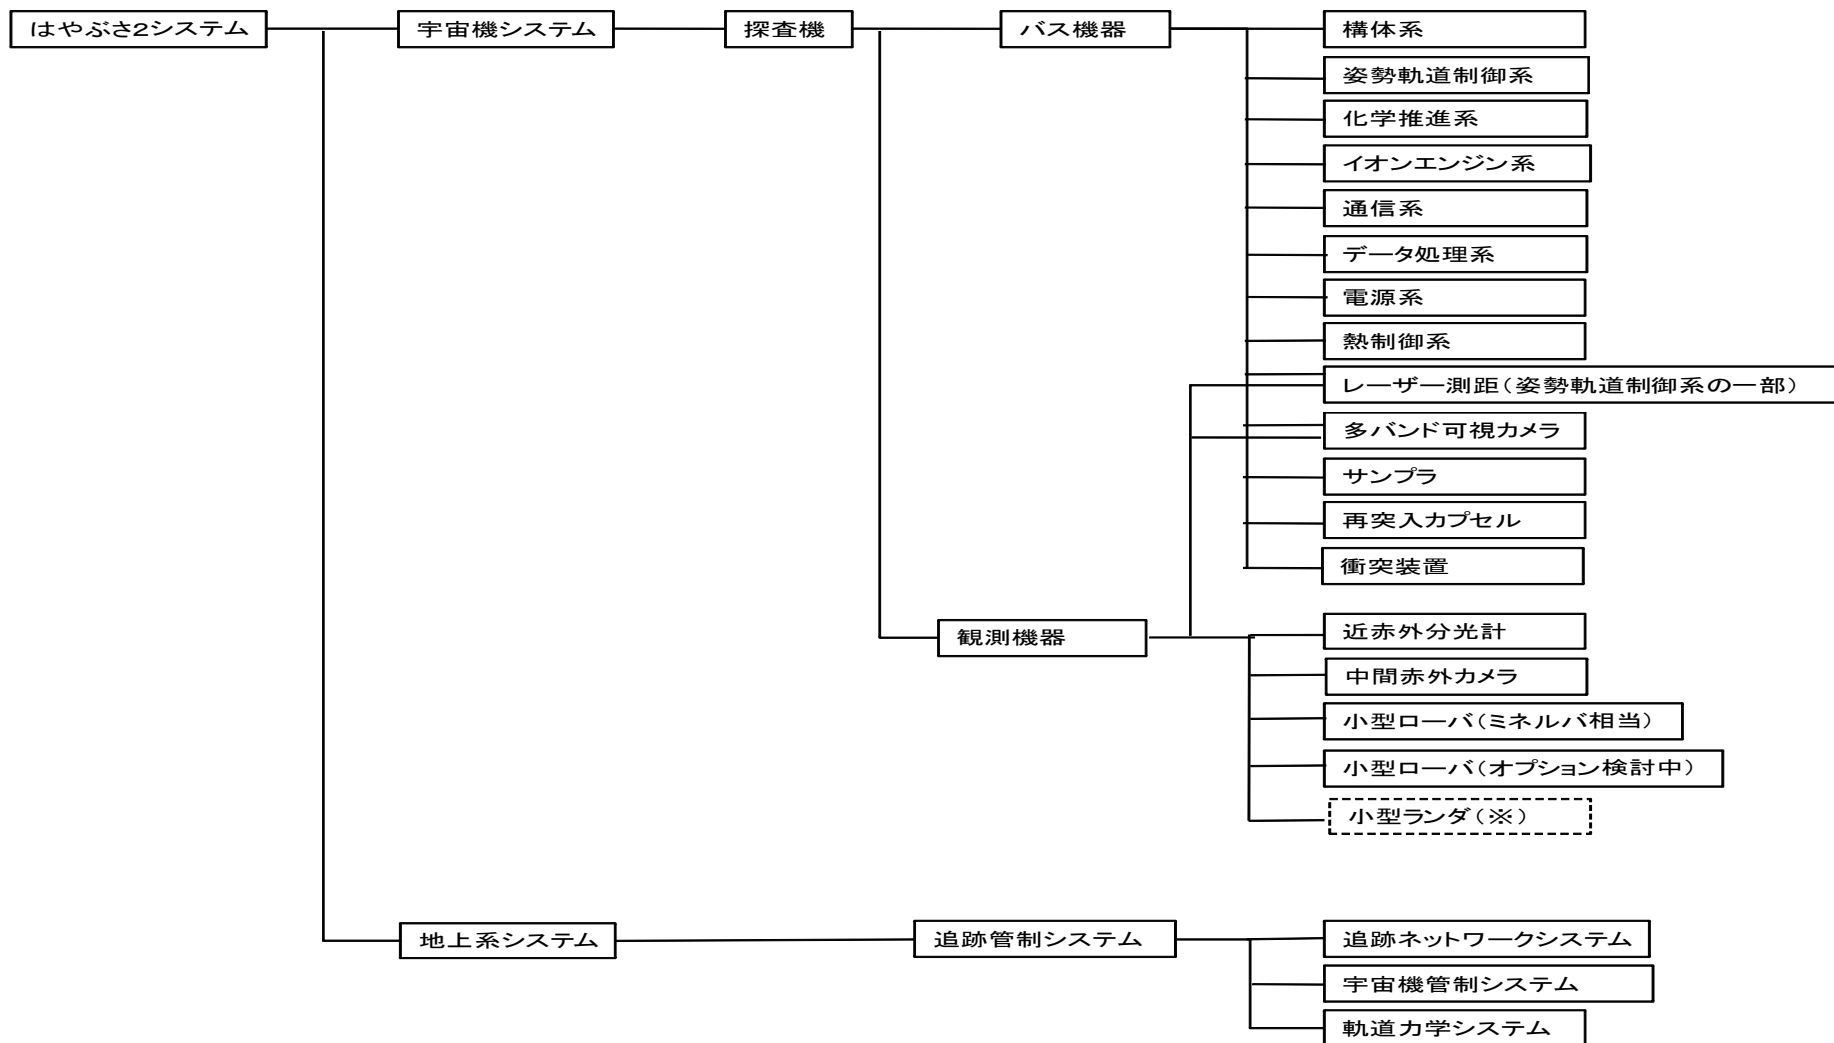 はやぶさ2システム
宇宙機システム
探査機
バス機器
構体系
姿勢軌道制御系
化学推進系
イオンエンジン系
通信系
データ処理系
電源系
熱制御系
レーザー測距(姿勢軌道制御系の一部)
多バンド可視カメラ
サンプラ
再突入カプセル
衝突装置
観測機器
近赤外分光計
中間赤外カメラ
小型ローバ(ミネルバ相当)
小型ローバ(オプション検討中)
小型ランダ(※)
地上系システム
追跡管制システム
追跡ネットワークシステム
宇宙機管制システム
軌道力学システム